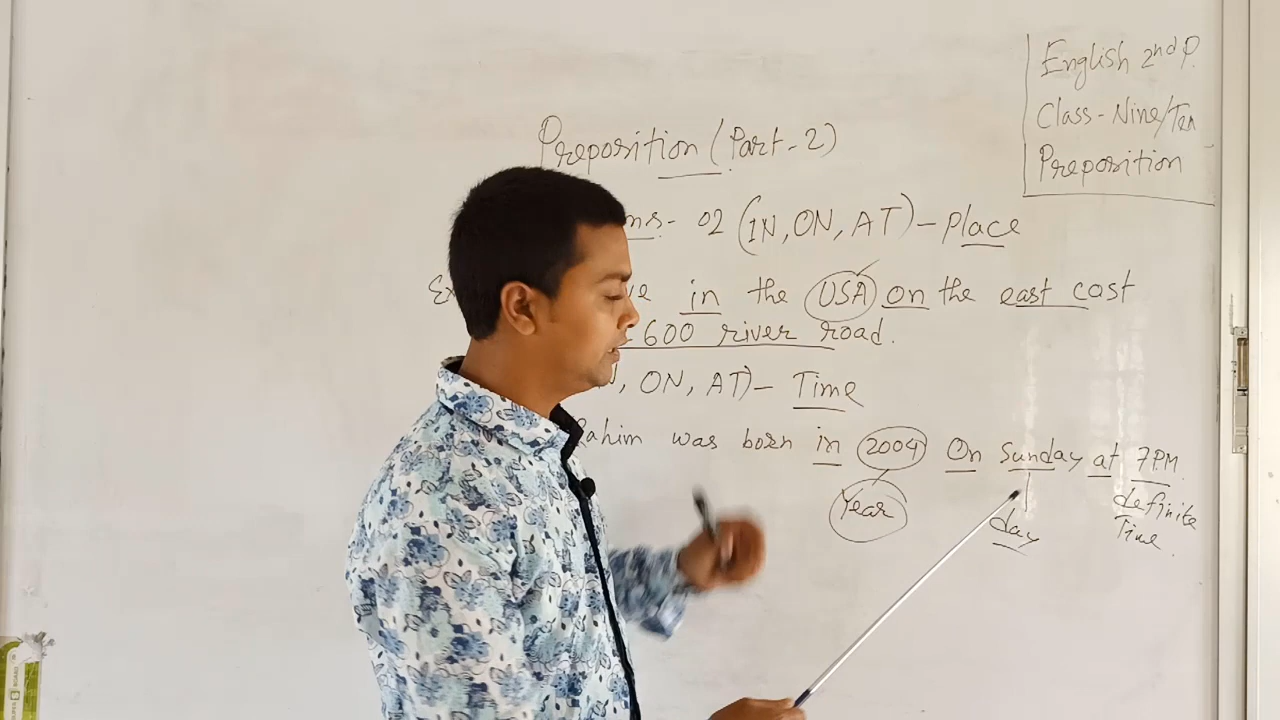 English 2nd P.
Class-Nine/Ten
Preposition
Preposition (Part-2)
ms- 02 (IN, ON, AT) - Place
Ex ve in the USA on the east cost
600 river road.
N, ON, AT) - Time
Rahim was born in 2004 On Sunday at 7PM
Year
day
definite
Time.